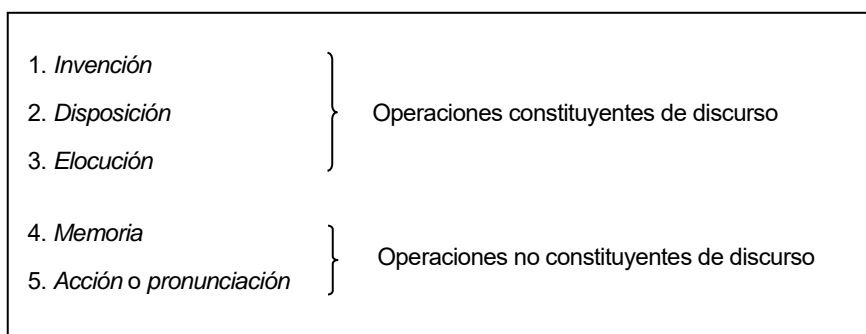 1. Invención
2. Disposición
Operaciones constituyentes de discurso
3. Elocución
4. Memoria
Operaciones no constituyentes de discurso
5. Acción o pronunciación